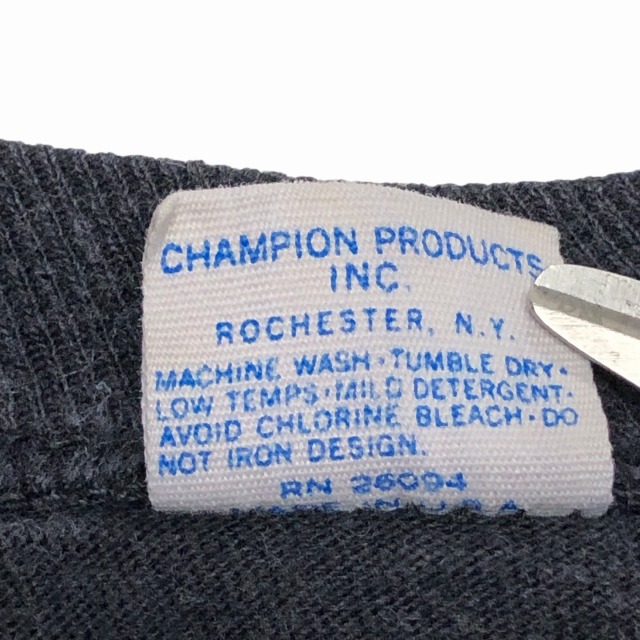 CHAMPION PRODUCTS
INC.
ROCHESTER, N.Y.
MACHINE WASH·TUMBLE DRY·
LOW TEMPS·MILD DETERGENT·
AVOID CHLORINE BLEACH·DO
NOT IRON DESIGN.
RN 26094
U.S.A.